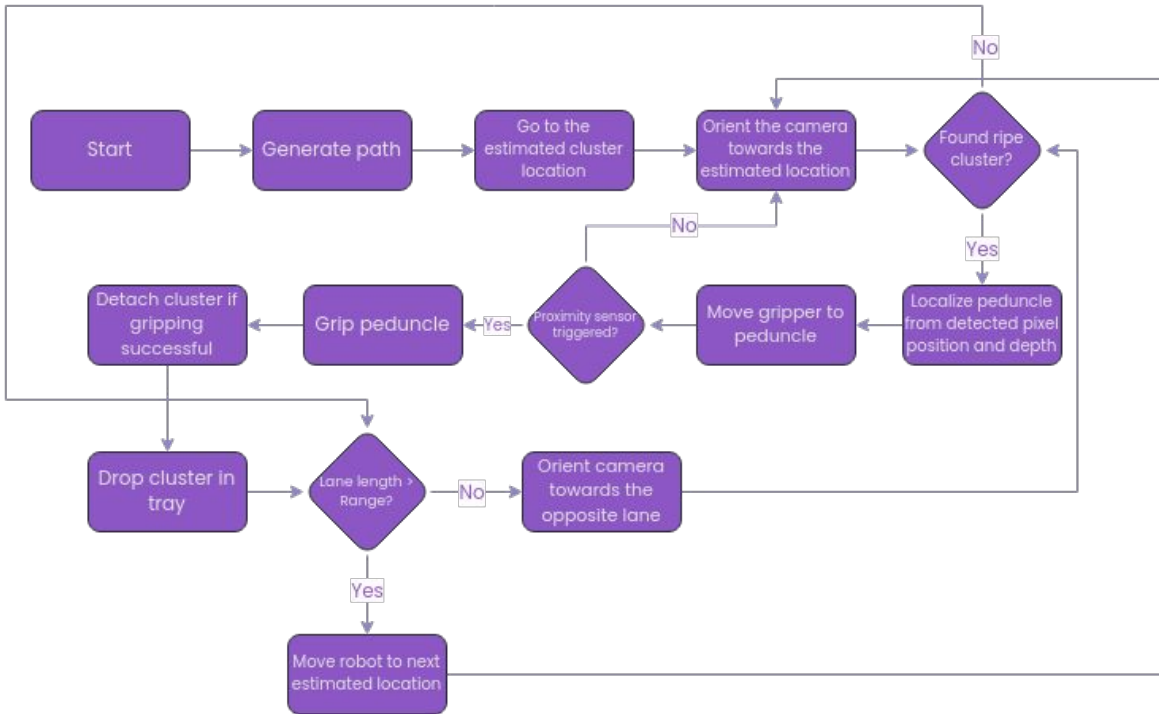 No
Start
Generate path
Go to the
estimated cluster
location
Orient the camera
towards the
estimated location
Found ripe
cluster?
No
Yes
Detach cluster if
gripping
successful
Grip peduncle
Yes
Proximity sensor
triggered?
Move gripper to
peduncle
Localize peduncle
from detected pixel
position and depth
Drop cluster in
tray
Lane length >
Range?
No
Orient camera
towards the
opposite lane
Yes
Move robot to next
estimated location